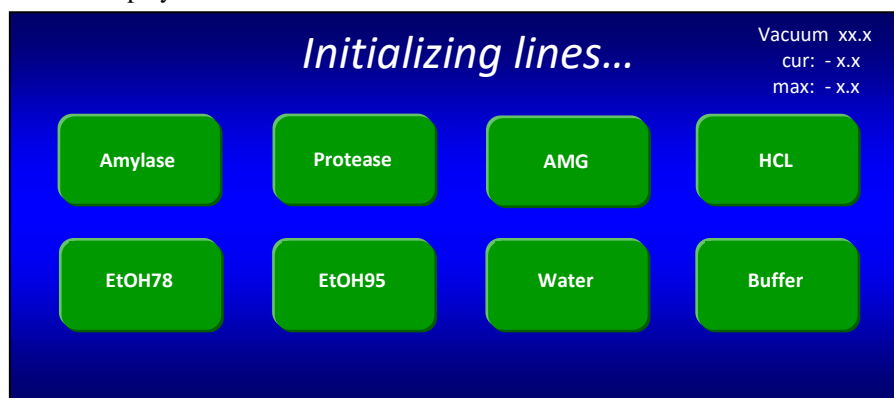 Initializing lines...
Vacuum xx.x
cur: - x.x
max: - x.x
Amylase Protease AMG HCL
EtOH78 EtOH95 Water Buffer